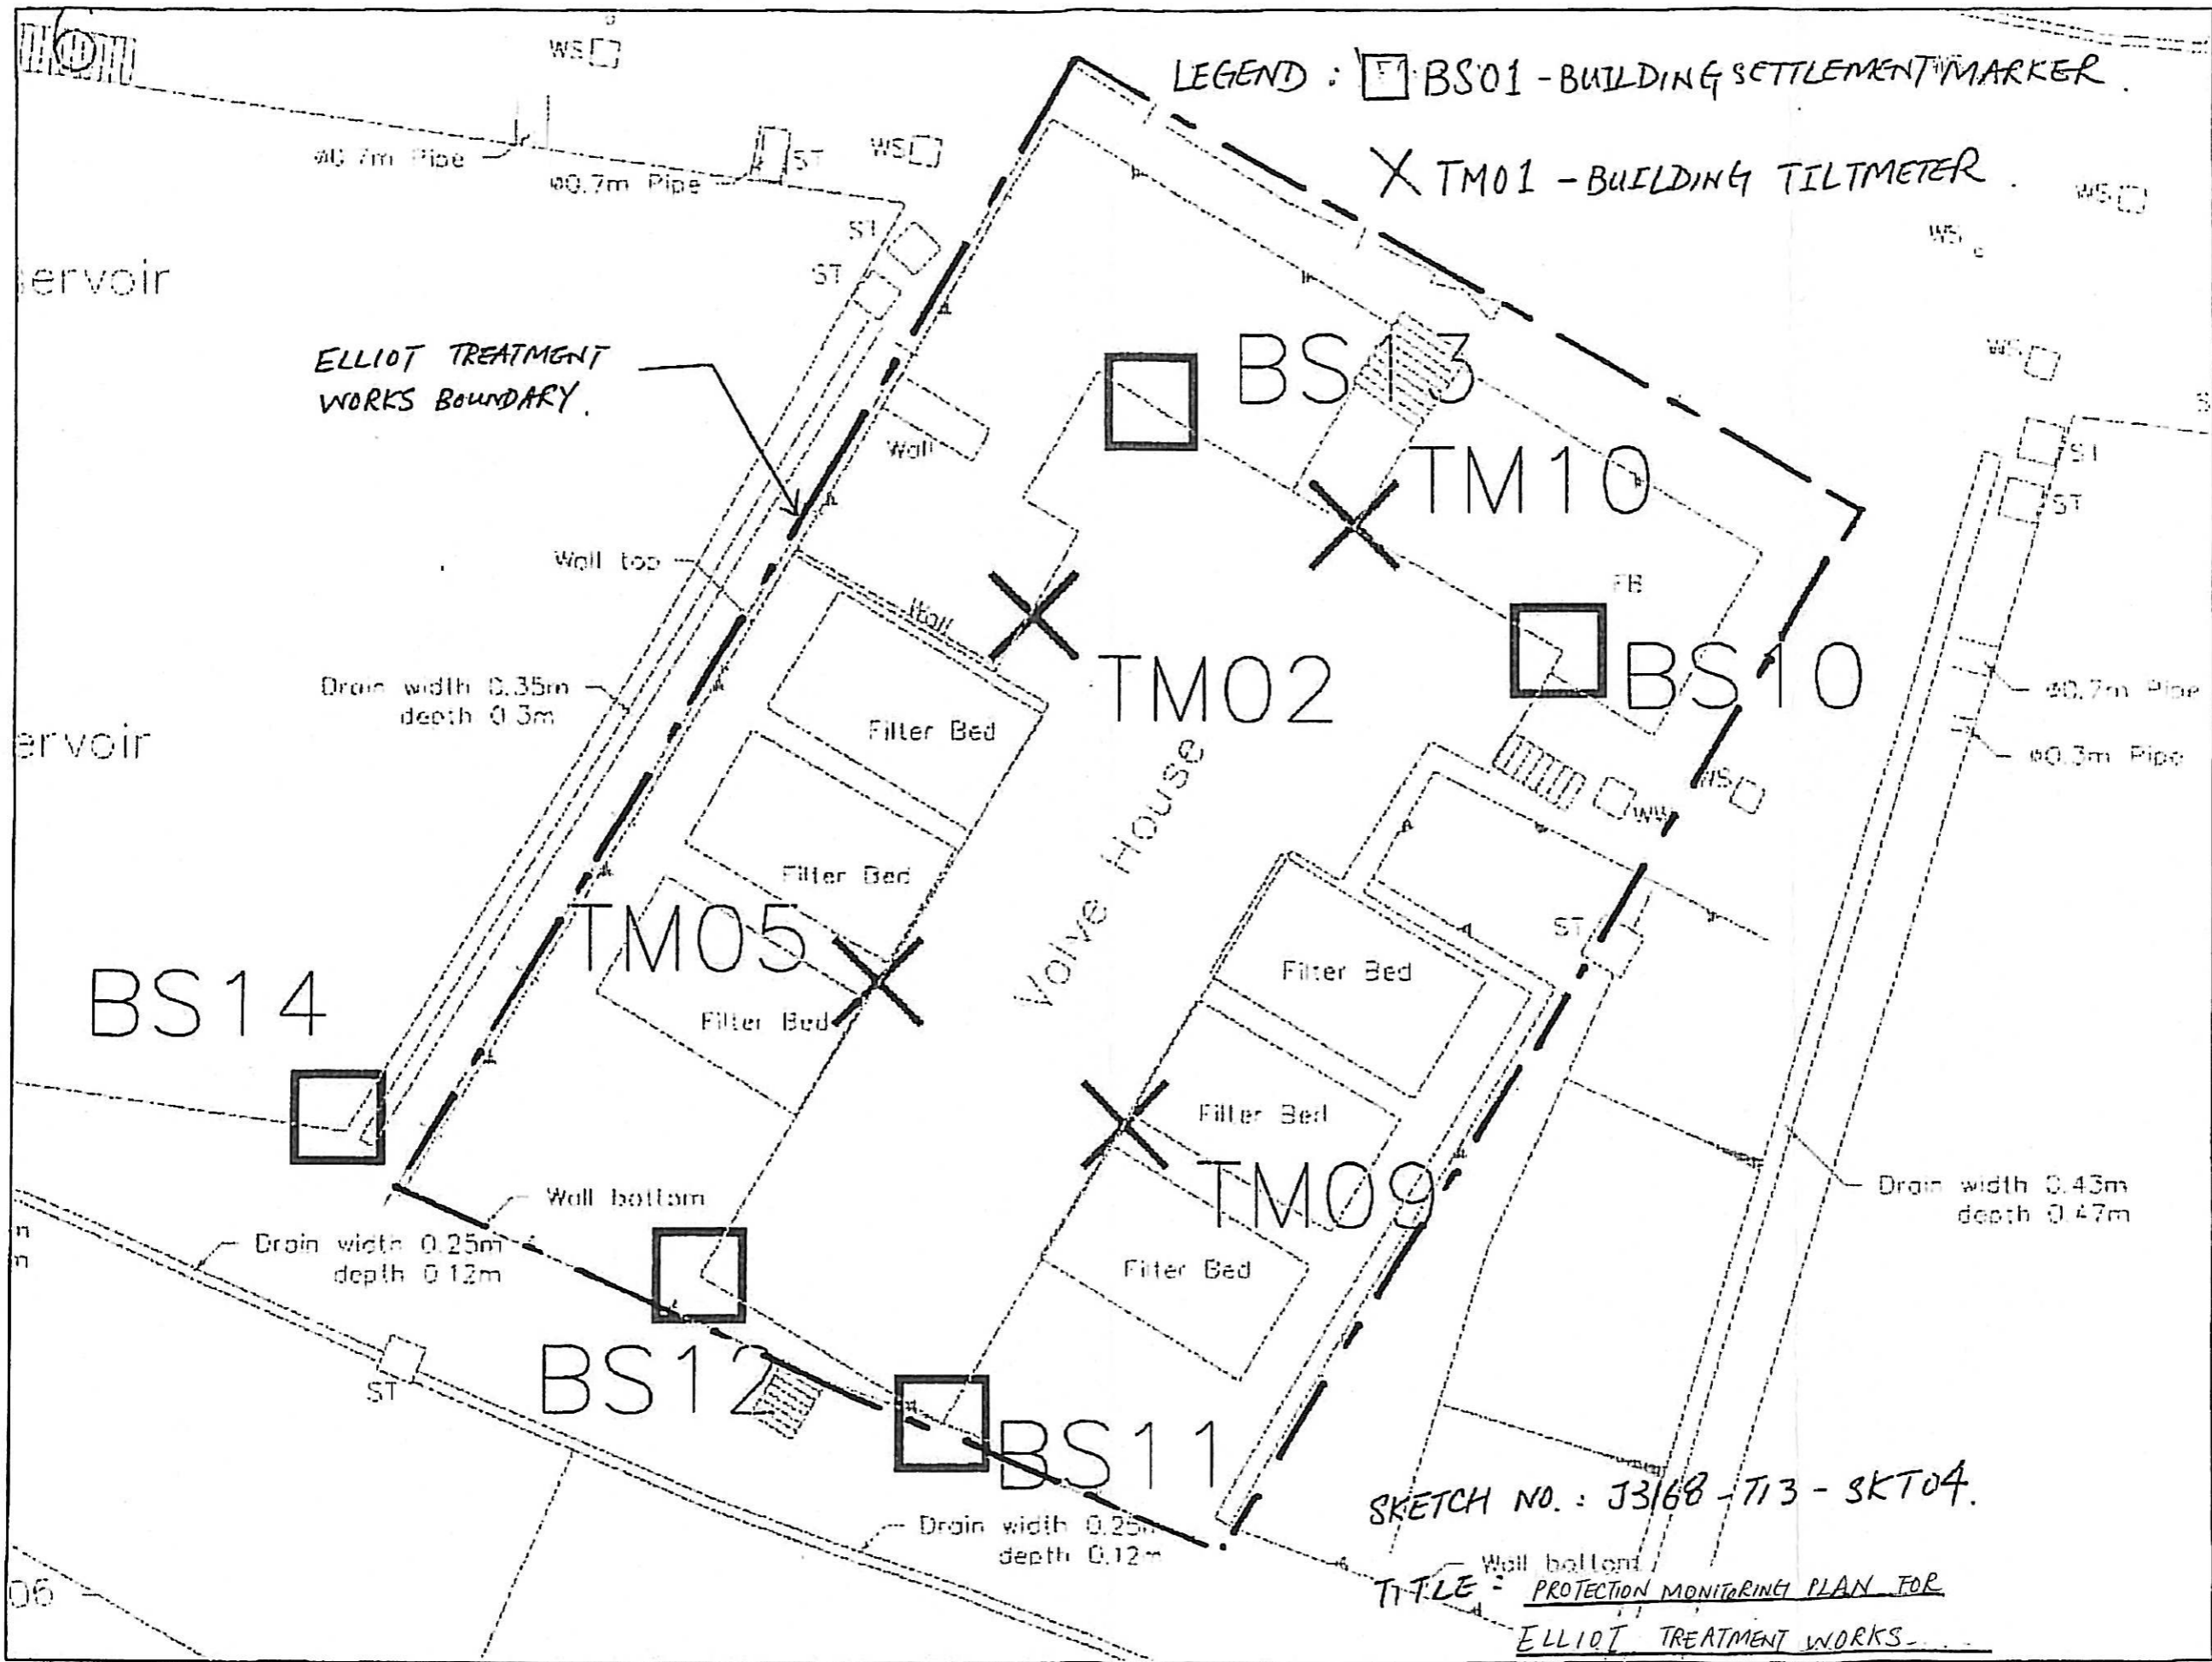 WS
LEGEND : BS01 - BUILDING SETTLEMENT MARKER.
X TM01 - BUILDING TILTMETER.
ø0.7m Pipe
ø0.7m Pipe
ST
WS
WS
WS
ST
ST
ervoir
ELLIOT TREATMENT
WORKS BOUNDARY.
BS13
WS
Wall
TM10
ST
ST
Wall top
Wall
FB
TM02
BS10
Drain width 0.35m
depth 0.3m
ø0.7m Pipe
ø0.3m Pipe
ervoir
Filter Bed
Valve House
WS
Filter Bed
TM05
ST
Filter Bed
BS14
Filter Bed
Filter Bed
TM09
Wall bottom
Drain width 0.43m
depth 0.47m
Drain width 0.25m
depth 0.12m
Filter Bed
BS12
ST
BS11
SKETCH NO. : J3168-T13-SKT04.
Drain width 0.25m
depth 0.12m
Wall bottom
TITLE : PROTECTION MONITORING PLAN FOR
ELLIOT TREATMENT WORKS
06